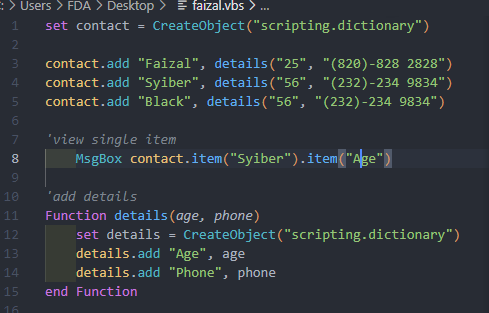 : > Users > FDA > Desktop > faizal.vbs > ...
1 set contact = CreateObject("scripting.dictionary")
2
3 contact.add "Faizal", details("25", "(820)-828 2828")
4 contact.add "Syiber", details("56", "(232)-234 9834")
5 contact.add "Black", details("56", "(232)-234 9834")
6
7 'view single item
8 MsgBox contact.item("Syiber").item("Age")
9
10 'add details
11 Function details(age, phone)
12 set details = CreateObject("scripting.dictionary")
13 details.add "Age", age
14 details.add "Phone", phone
15 end Function
16